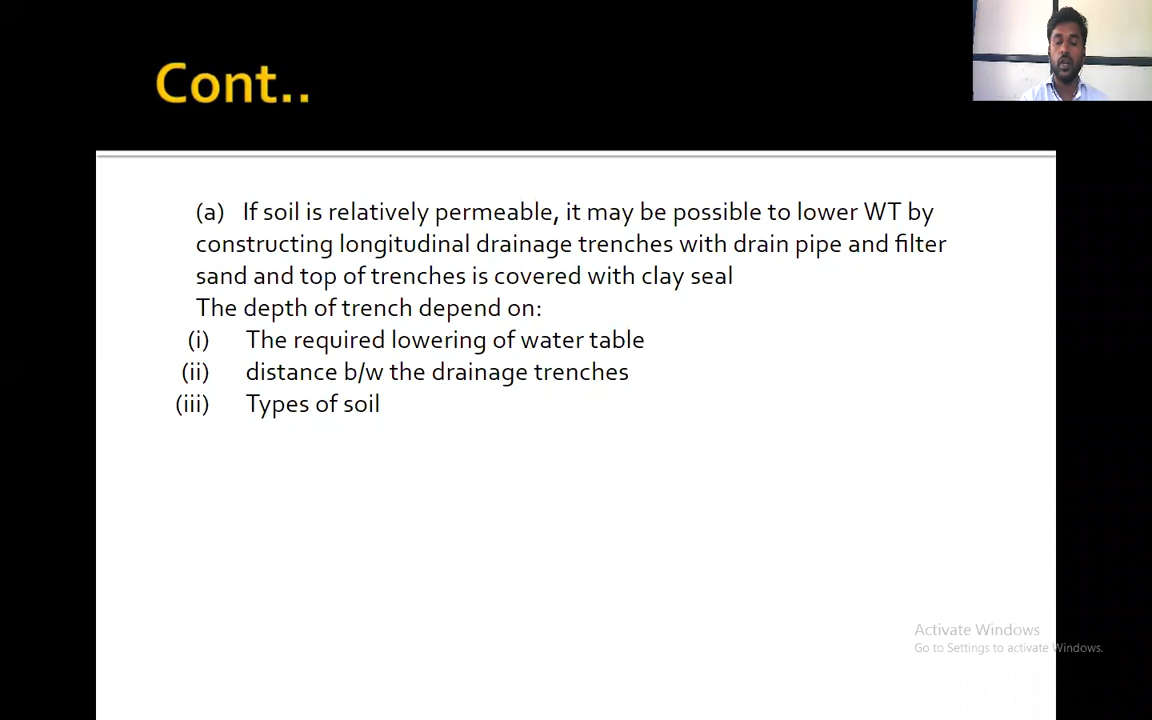 Cont..
(a) If soil is relatively permeable, it may be possible to lower WT by
constructing longitudinal drainage trenches with drain pipe and filter
sand and top of trenches is covered with clay seal
The depth of trench depend on:
(i) The required lowering of water table
(ii) distance b/w the drainage trenches
(iii) Types of soil
Activate Windows
Go to Settings to activate Windows.